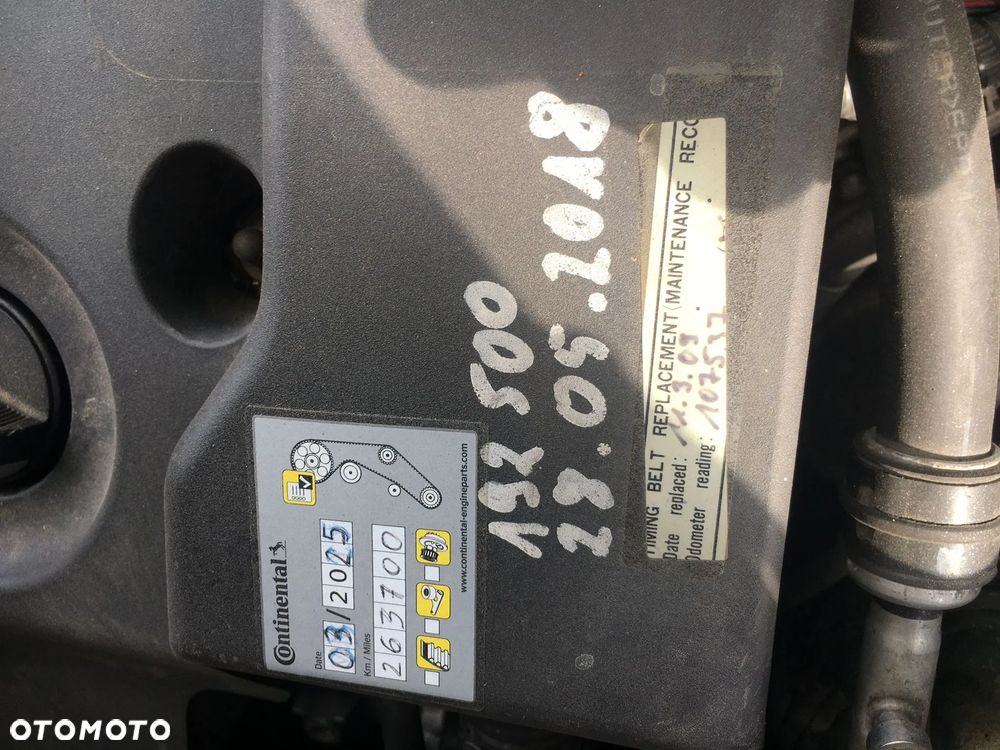 192 500
28.05.2018
TIMING BELT REPLACEMENT (MAINTENANCE RECO
Date replaced: 11.3.09 .
Odometer reading: 107537
Continental
Date
03/2025
Km / Miles
263700
www.continental-engineparts.com
OTOMOTO